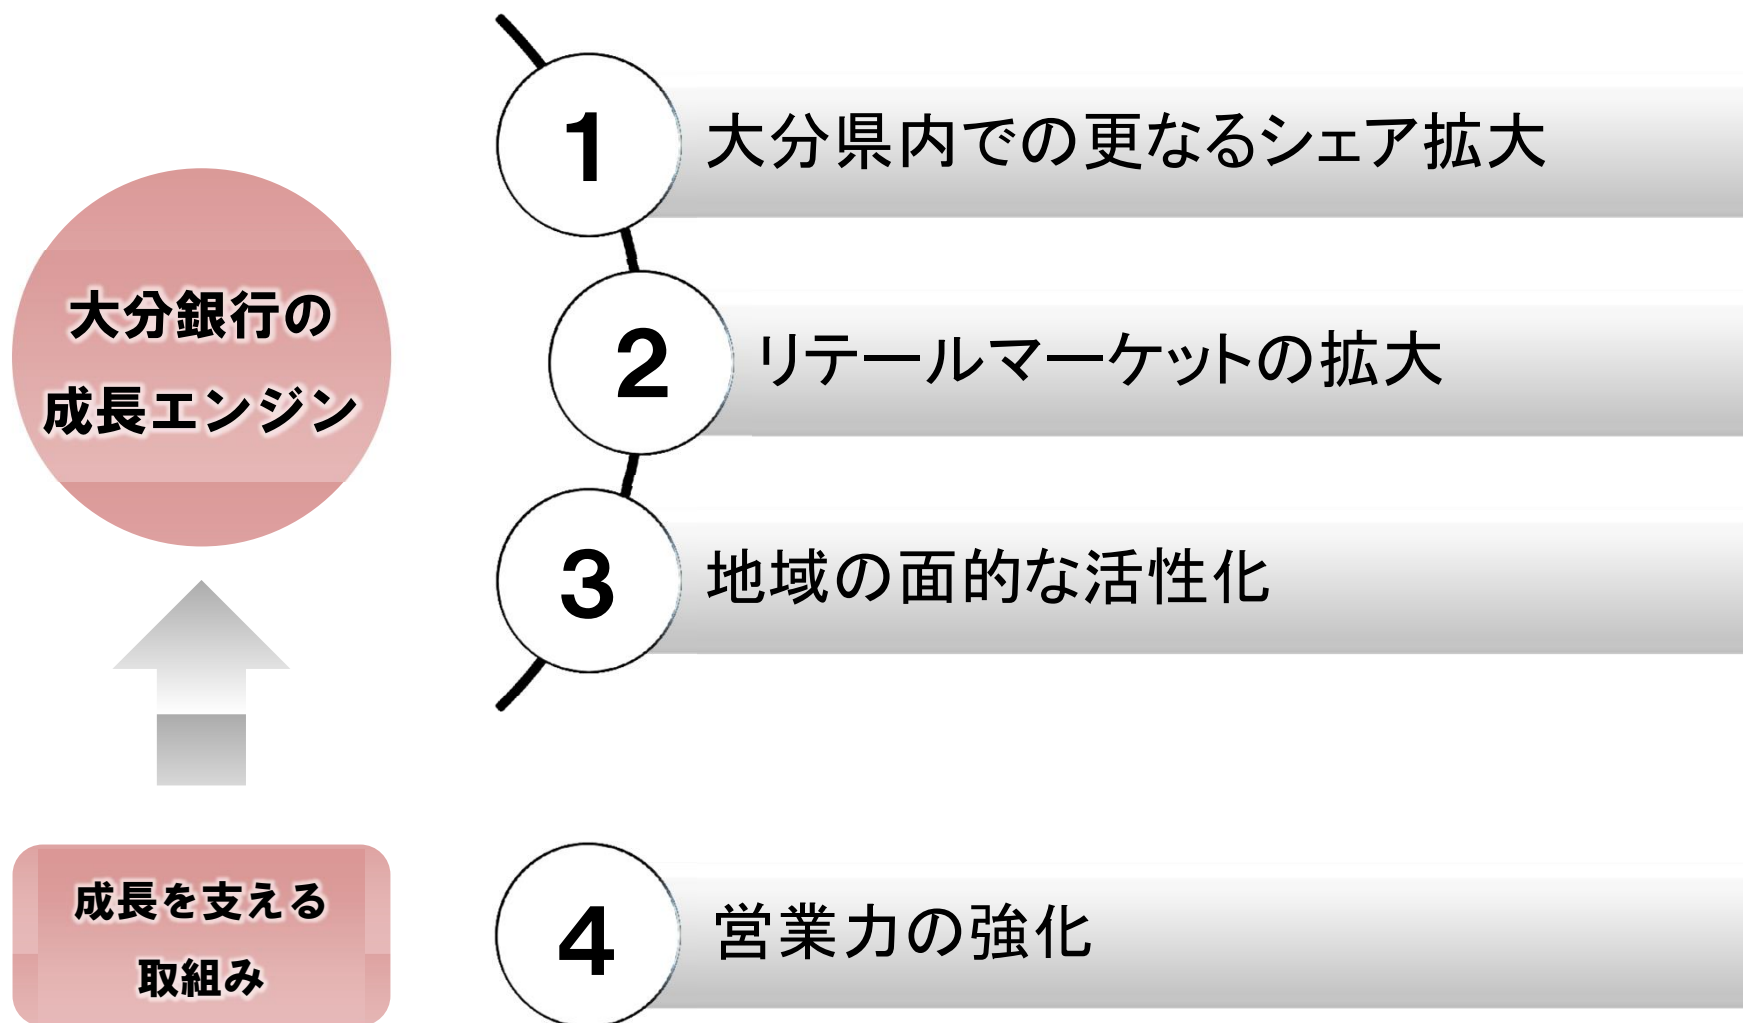 大分銀行の
成長エンジン
1
大分県内での更なるシェア拡大
2
リテールマーケットの拡大
3
地域の面的な活性化
成長を支える
取組み
4
営業力の強化